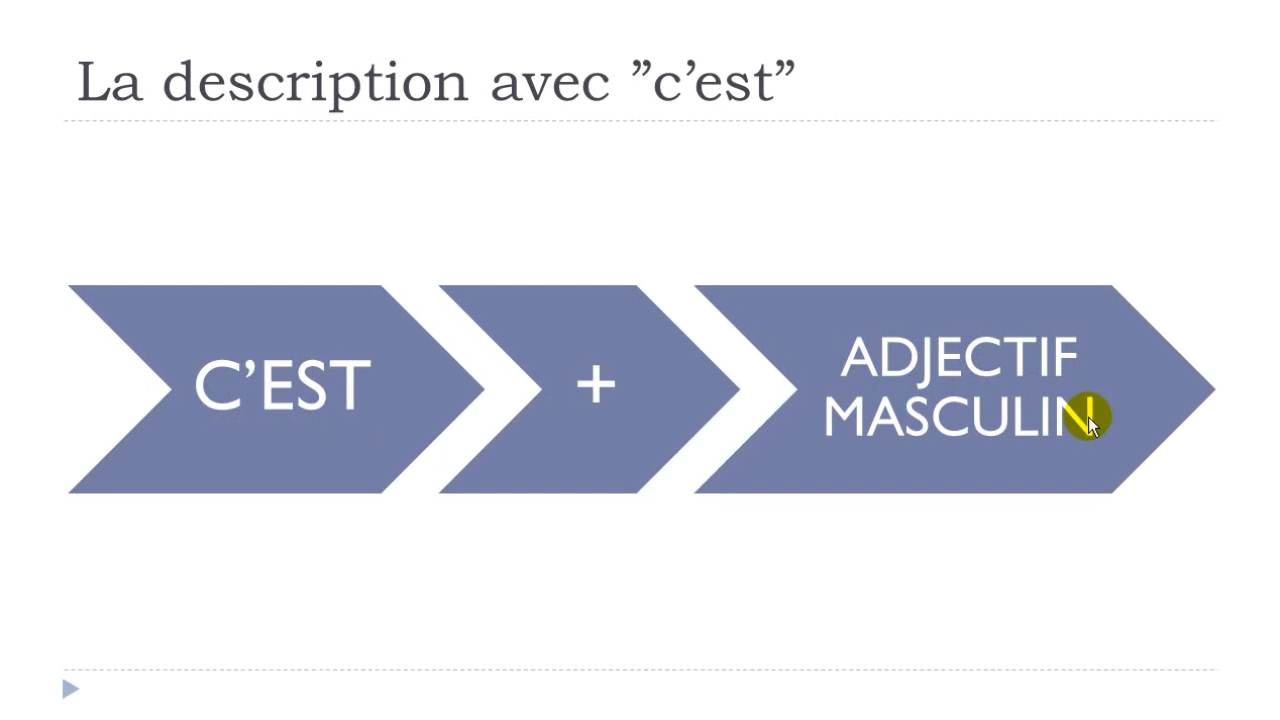 La description avec ”c’est”
C’EST
+
ADJECTIF
MASCULIN